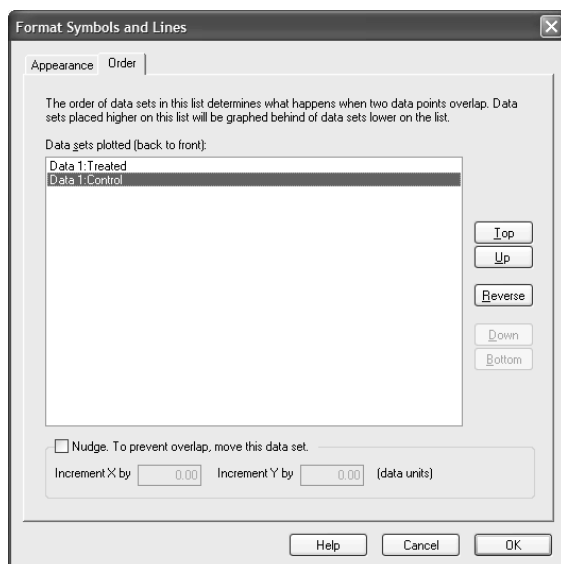 Format Symbols and Lines
Appearance Order
The order of data sets in this list determines what happens when two data points overlap. Data
sets placed higher on this list will be graphed behind of data sets lower on the list.
Data sets plotted (back to front):
Data 1:Treated
Data 1:Control
Top
Up
Reverse
Down
Bottom
Nudge. To prevent overlap, move this data set.
Increment X by 0.00 Increment Y by 0.00 (data units)
Help Cancel OK